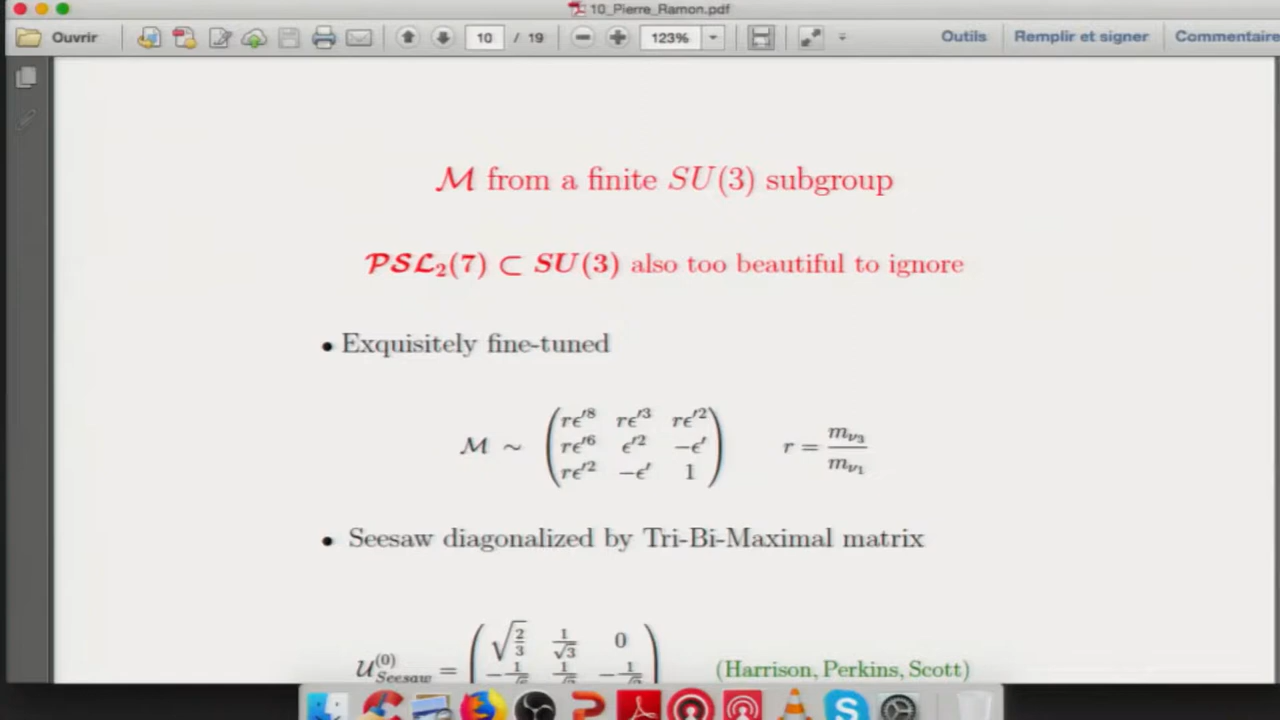 10_Pierre_Ramon.pdf
Ouvrir 10 / 19 123% Outils Remplir et signer Commentaire
ℳ from a finite SU(3) subgroup
𝒫𝒮ℒ₂(7) ⊂ SU(3) also too beautiful to ignore
• Exquisitely fine-tuned
rϵ′⁸ rϵ′³ rϵ′²
ℳ ~ rϵ′⁶ ϵ′² −ϵ′ r = m_ν₃ / m_ν₁
rϵ′² −ϵ′ 1
• Seesaw diagonalized by Tri-Bi-Maximal matrix
√(2/3) 1/√3 0
𝒰_Seesaw^(0) = (Harrison, Perkins, Scott)